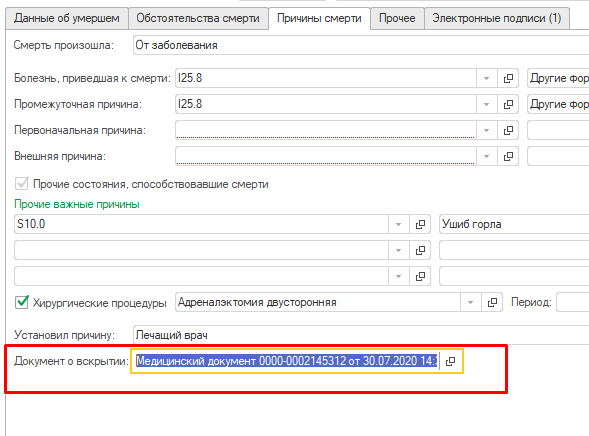 Данные об умершем Обстоятельства смерти Причины смерти Прочее Электронные подписи (1)
Смерть произошла: От заболевания
Болезнь, приведшая к смерти: I25.8 Другие фор
Промежуточная причина: I25.8 Другие фор
Первоначальная причина:
Внешняя причина:
Прочие состояния, способствовавшие смерти
Прочие важные причины
S10.0 Ушиб горла
Хирургические процедуры Адреналэктомия двусторонняя Период:
Установил причину: Лечащий врач
Документ о вскрытии: Медицинский документ 0000-0002145312 от 30.07.2020 14: